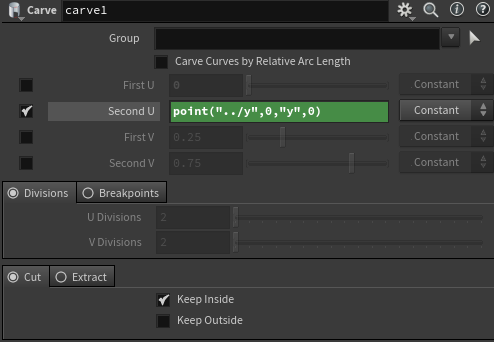 Carve carve1
Group
Carve Curves by Relative Arc Length
First U 0 Constant
Second U point("../y",0,"y",0) Constant
First V 0.25 Constant
Second V 0.75 Constant
Divisions Breakpoints
U Divisions 2
V Divisions 2
Cut Extract
Keep Inside
Keep Outside